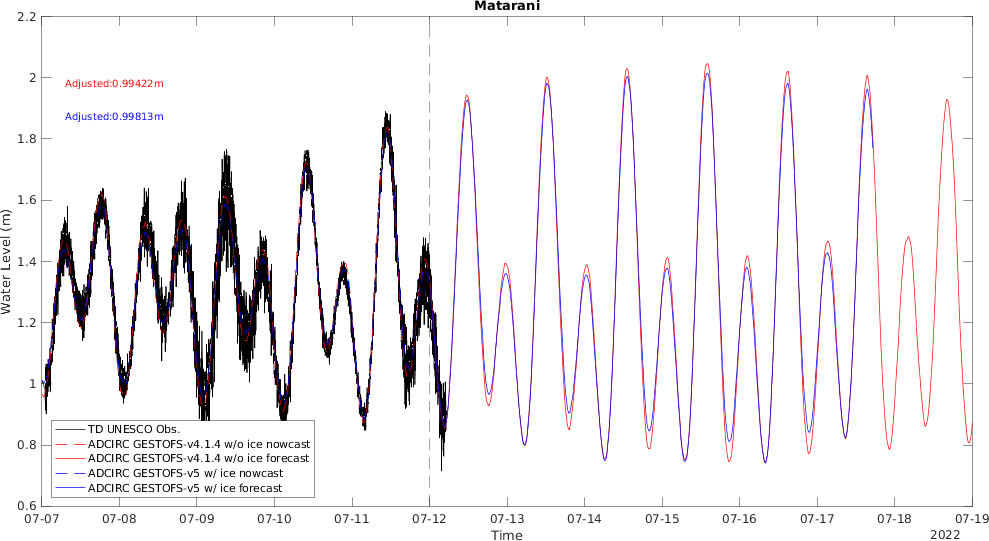 Matarani
2.2
2
1.8
1.6
1.4
1.2
1
0.8
0.6
Water Level (m)
Adjusted:0.99422m
Adjusted:0.99813m
TD UNESCO Obs.
ADCIRC GESTOFS-v4.1.4 w/o ice nowcast
ADCIRC GESTOFS-v4.1.4 w/o ice forecast
ADCIRC GESTOFS-v5 w/ ice nowcast
ADCIRC GESTOFS-v5 w/ ice forecast
07-07 07-08 07-09 07-10 07-11 07-12 07-13 07-14 07-15 07-16 07-17 07-18 07-19
Time
2022